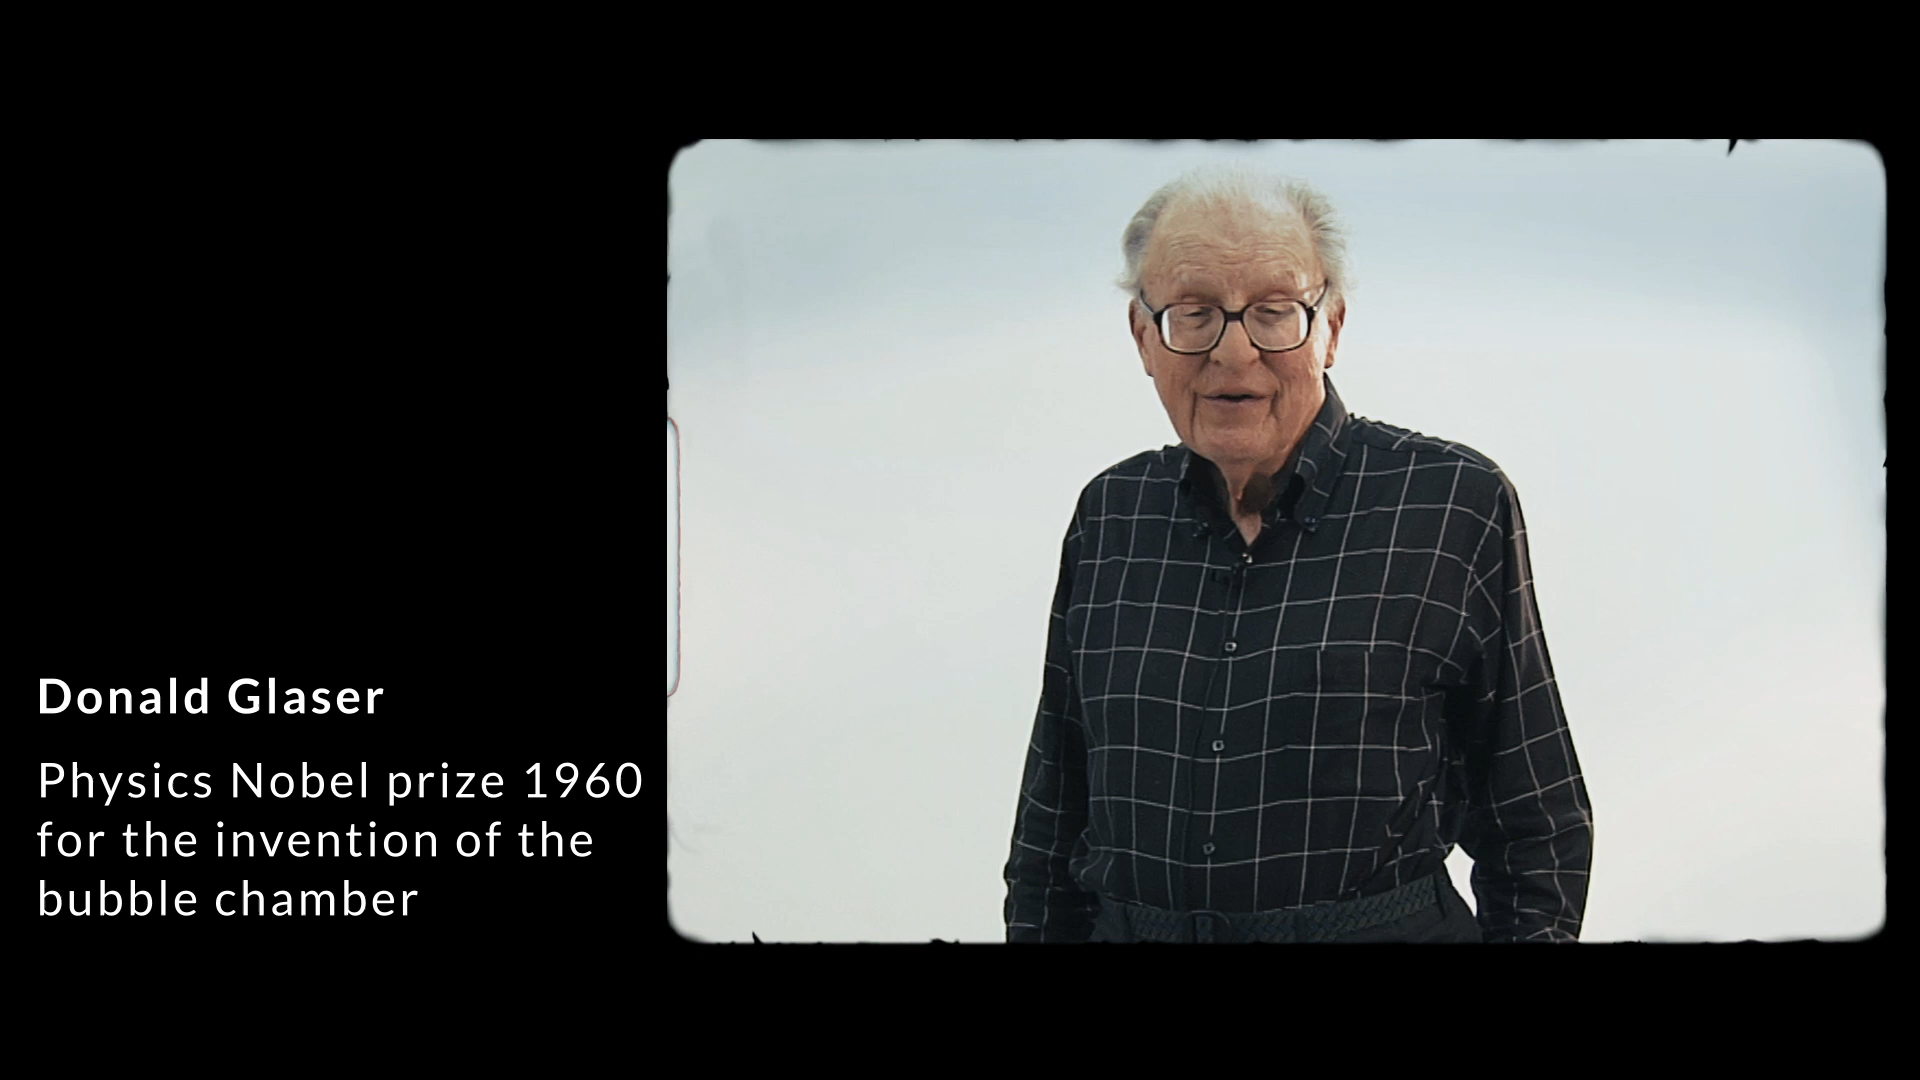 Donald Glaser
Physics Nobel prize 1960
for the invention of the
bubble chamber